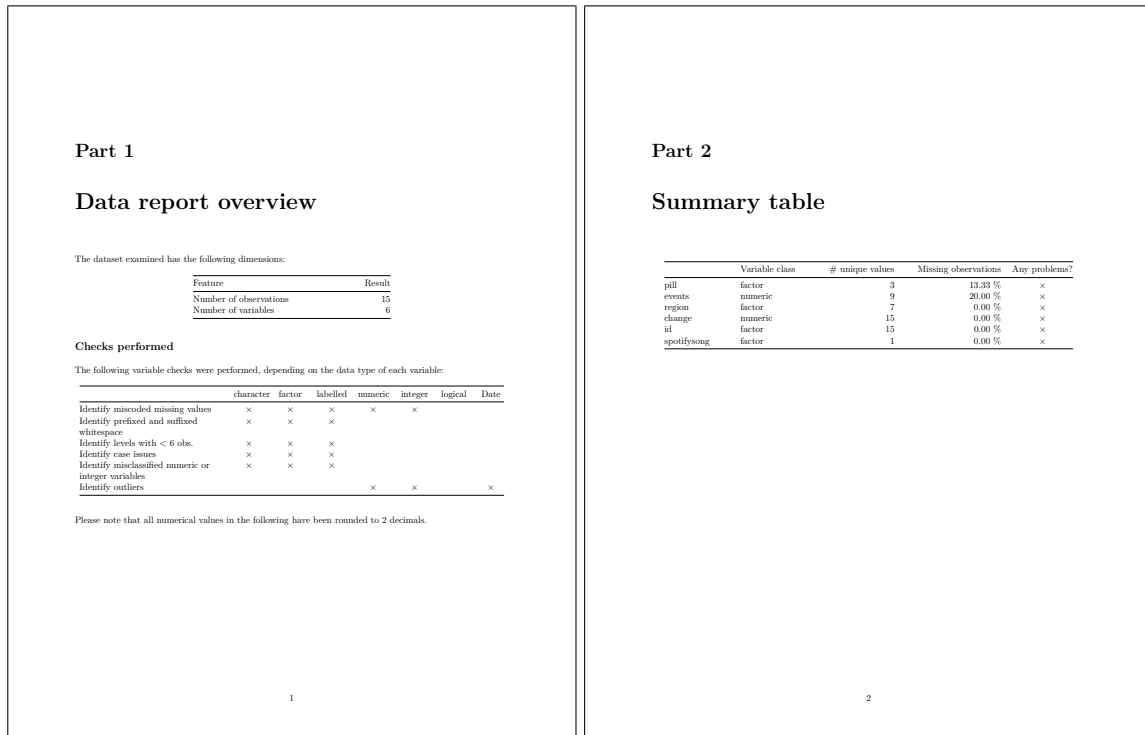 Part 1
Data report overview
The dataset examined has the following dimensions:
Feature Result
Number of observations 15
Number of variables 6
Checks performed
The following variable checks were performed, depending on the data type of each variable:
character factor labelled numeric integer logical Date
Identify miscoded missing values × × × × ×
Identify prefixed and suffixed × × ×
whitespace
Identify levels with < 6 obs. × × ×
Identify case issues × × ×
Identify misclassified numeric or × × ×
integer variables
Identify outliers × × ×
Please note that all numerical values in the following have been rounded to 2 decimals.
1
Part 2
Summary table
Variable class # unique values Missing observations Any problems?
pill factor 3 13.33 % ×
events numeric 9 20.00 % ×
region factor 7 0.00 % ×
change numeric 15 0.00 % ×
id factor 15 0.00 % ×
spotifysong factor 1 0.00 % ×
2